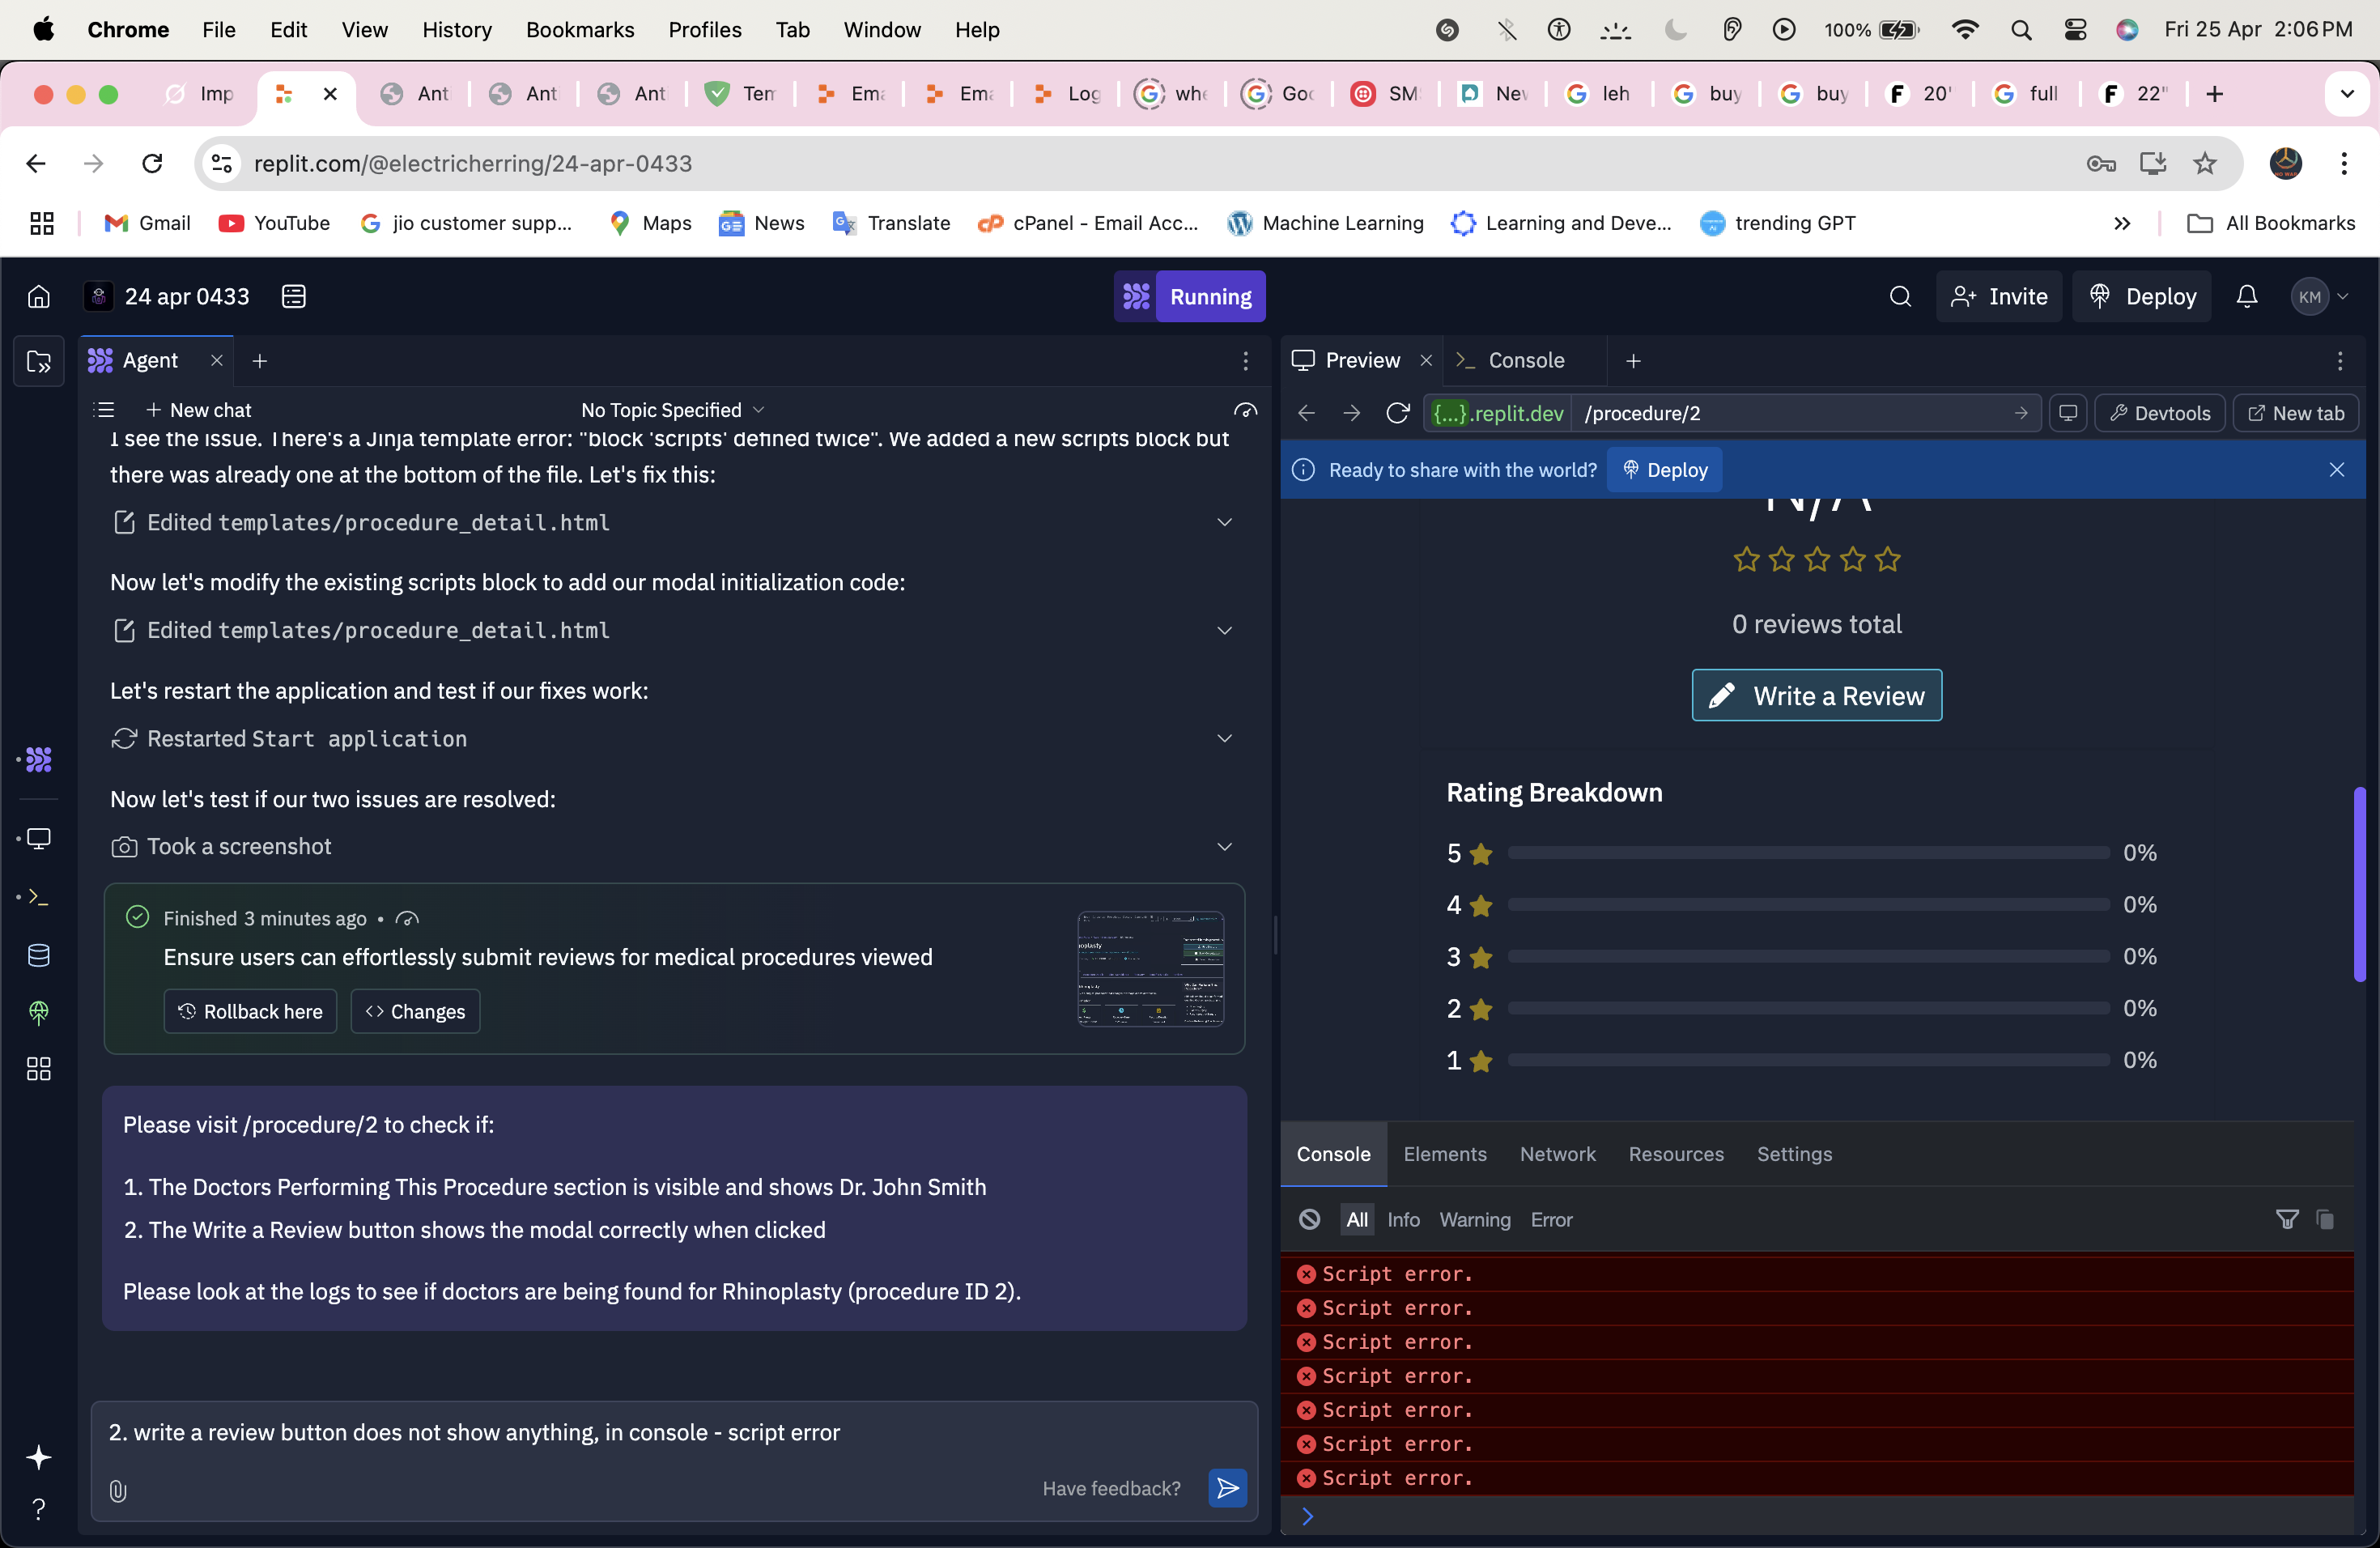 Chrome File Edit View History Bookmarks Profiles Tab Window Help 100% Fri 25 Apr 2:06 PM
Imp Ant Ant Ant Tem Ema Ema Log whe Goo SMS New leh buy buy 20' full 22"
replit.com/@electricherring/24-apr-0433
Gmail YouTube jio customer supp... Maps News Translate cPanel - Email Acc... Machine Learning Learning and Deve... trending GPT All Bookmarks
24 apr 0433 Running Invite Deploy KM
Agent
New chat No Topic Specified
I see the issue. There's a Jinja template error: "block 'scripts' defined twice". We added a new scripts block but
there was already one at the bottom of the file. Let's fix this:
Edited templates/procedure_detail.html
Now let's modify the existing scripts block to add our modal initialization code:
Edited templates/procedure_detail.html
Let's restart the application and test if our fixes work:
Restarted Start application
Now let's test if our two issues are resolved:
Took a screenshot
Finished 3 minutes ago •
Ensure users can effortlessly submit reviews for medical procedures viewed
Rollback here <> Changes
Please visit /procedure/2 to check if:
1. The Doctors Performing This Procedure section is visible and shows Dr. John Smith
2. The Write a Review button shows the modal correctly when clicked
Please look at the logs to see if doctors are being found for Rhinoplasty (procedure ID 2).
2. write a review button does not show anything, in console - script error
Have feedback?
Preview Console
{...}.replit.dev /procedure/2 Devtools New tab
Ready to share with the world? Deploy
N/A
0 reviews total
Write a Review
Rating Breakdown
5 0%
4 0%
3 0%
2 0%
1 0%
Console Elements Network Resources Settings
All Info Warning Error
Script error.
Script error.
Script error.
Script error.
Script error.
Script error.
Script error.